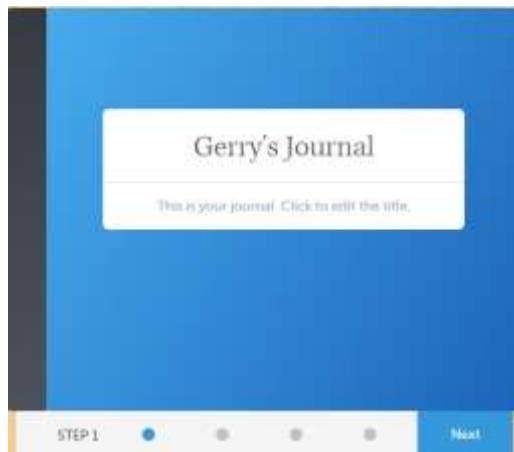 Gerry's Journal
This is your journal. Click to edit the title.
STEP 1
Next